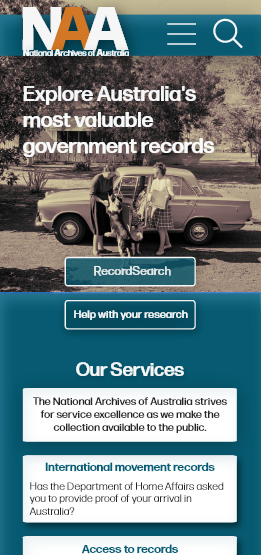 NAA
National Archives of Australia
Explore Australia's
most valuable
government records
RecordSearch
Help with your research
Our Services
The National Archives of Australia strives
for service excellence as we make the
collection available to the public.
International movement records
Has the Department of Home Affairs asked
you to provide proof of your arrival in
Australia?
Access to records